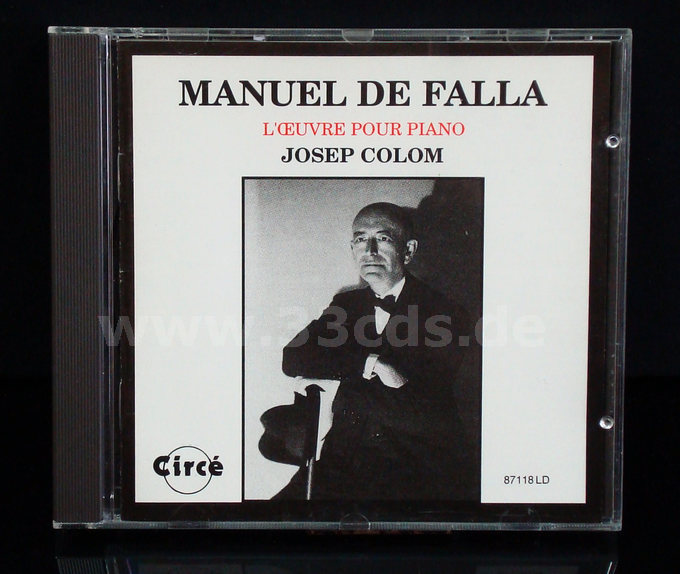 MANUEL DE FALLA
L'ŒUVRE POUR PIANO
JOSEP COLOM
www.33cds.de
Circé
87118 LD